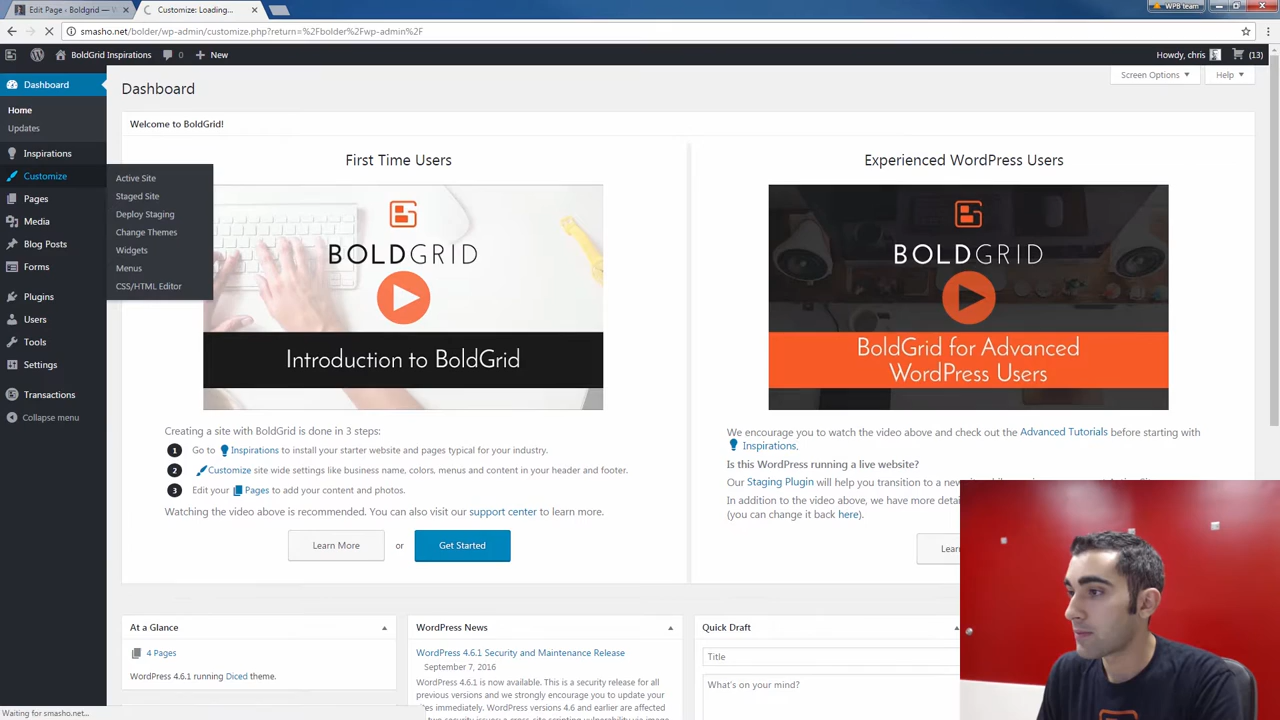 Edit Page ‹ Boldgrid — W
Customize: Loading...
WPB team
smasho.net/bolder/wp-admin/customize.php?return=%2Fbolder%2Fwp-admin%2F
BoldGrid Inspirations
0
New
Howdy, chris
(13)
Dashboard
Dashboard
Screen Options
Help
Home
Updates
Inspirations
Customize
Pages
Media
Blog Posts
Forms
Plugins
Users
Tools
Settings
Transactions
Collapse menu
Active Site
Staged Site
Deploy Staging
Change Themes
Widgets
Menus
CSS/HTML Editor
Welcome to BoldGrid!
First Time Users
BOLDGRID
Introduction to BoldGrid
Creating a site with BoldGrid is done in 3 steps:
1 Go to Inspirations to install your starter website and pages typical for your industry.
2 Customize site wide settings like business name, colors, menus and content in your header and footer.
3 Edit your Pages to add your content and photos.
Watching the video above is recommended. You can also visit our support center to learn more.
Learn More
or
Get Started
Experienced WordPress Users
BOLDGRID
BoldGrid for Advanced
WordPress Users
We encourage you to watch the video above and check out the Advanced Tutorials before starting with
Inspirations.
Is this WordPress running a live website?
Our Staging Plugin will help you transition to a new
In addition to the video above, we have more detai
(you can change it back here).
Lear
At a Glance
4 Pages
WordPress 4.6.1 running Diced theme.
WordPress News
WordPress 4.6.1 Security and Maintenance Release
September 7, 2016
WordPress 4.6.1 is now available. This is a security release for all
previous versions and we strongly encourage you to update your
sites immediately. WordPress versions 4.6 and earlier are affected
Quick Draft
Title
What's on your mind?
Waiting for smasho.net...